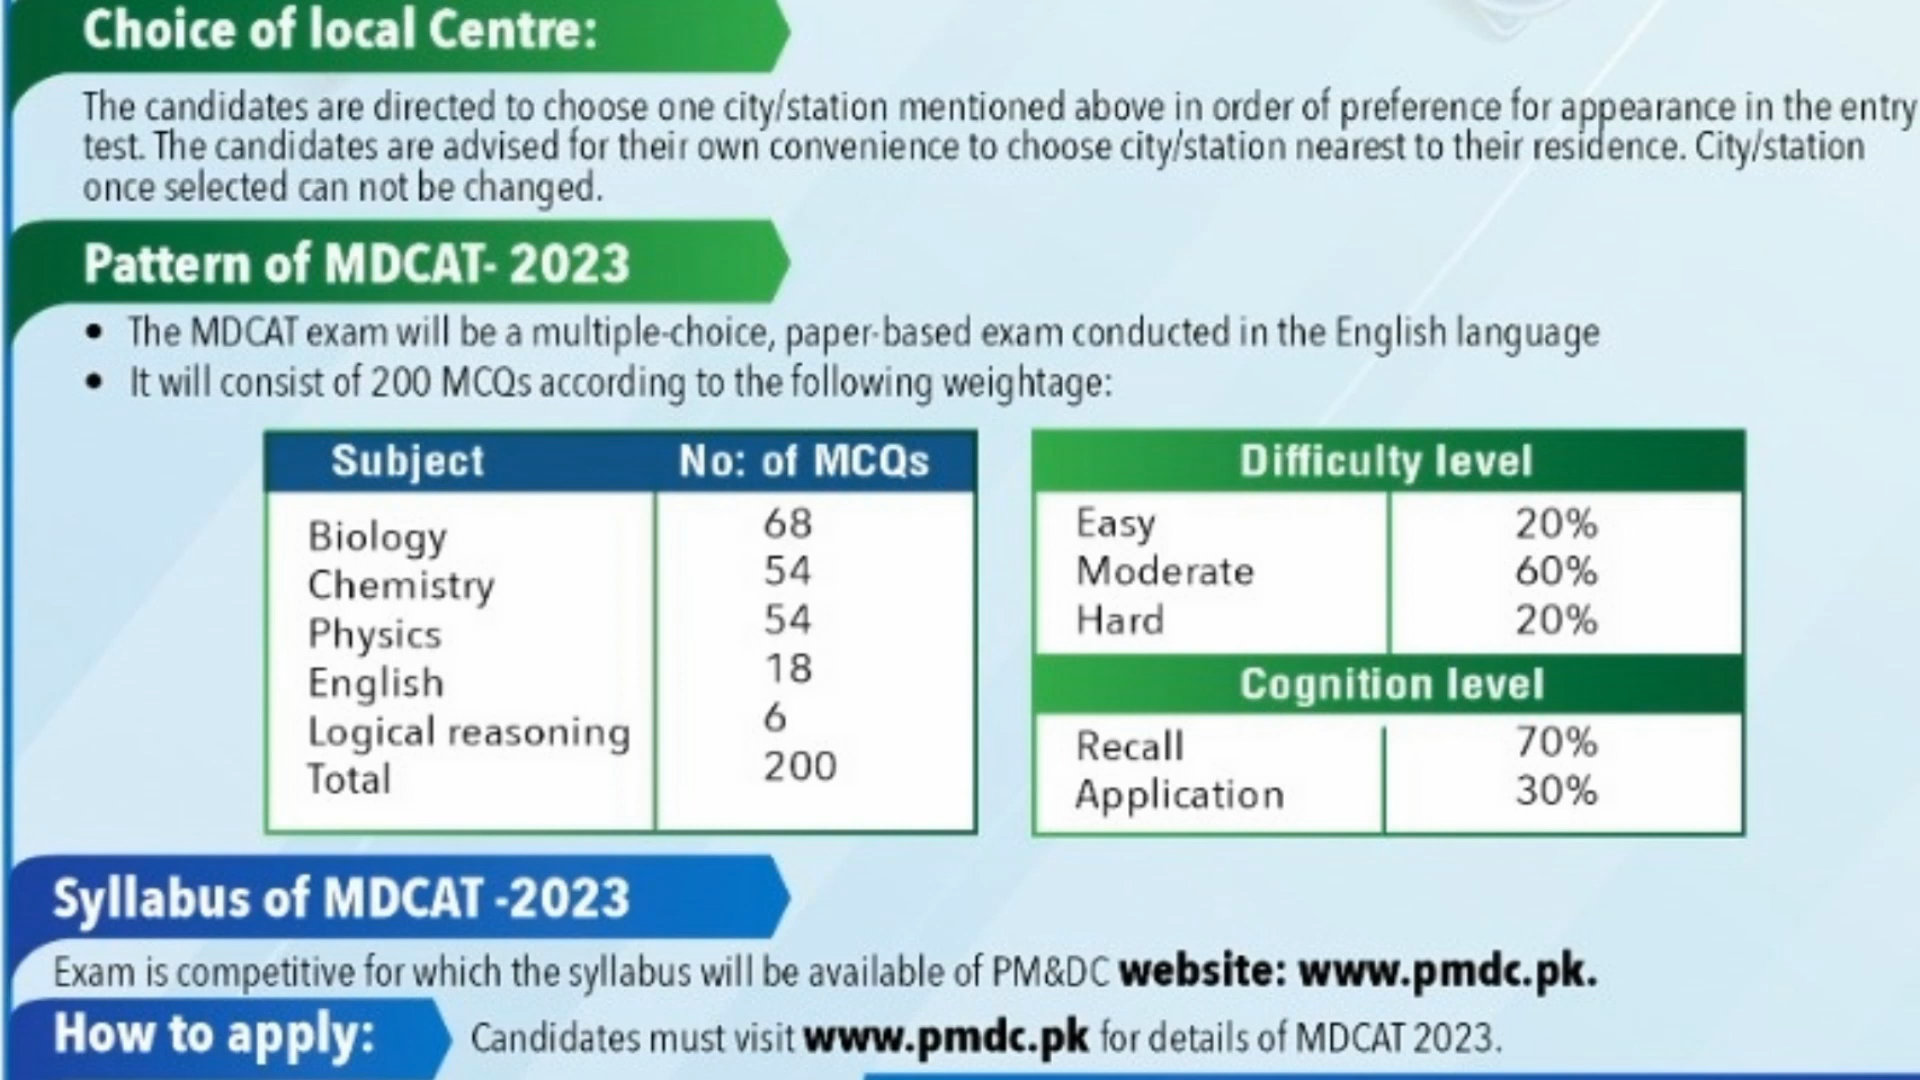 Choice of local Centre:
The candidates are directed to choose one city/station mentioned above in order of preference for appearance in the entry
test. The candidates are advised for their own convenience to choose city/station nearest to their residence. City/station
once selected can not be changed.
Pattern of MDCAT- 2023
• The MDCAT exam will be a multiple-choice, paper-based exam conducted in the English language
• It will consist of 200 MCQs according to the following weightage:
Subject No: of MCQs
Biology 68
Chemistry 54
Physics 54
English 18
Logical reasoning 6
Total 200
Difficulty level
Easy 20%
Moderate 60%
Hard 20%
Cognition level
Recall 70%
Application 30%
Syllabus of MDCAT -2023
Exam is competitive for which the syllabus will be available of PM&DC website: www.pmdc.pk.
How to apply: Candidates must visit www.pmdc.pk for details of MDCAT 2023.